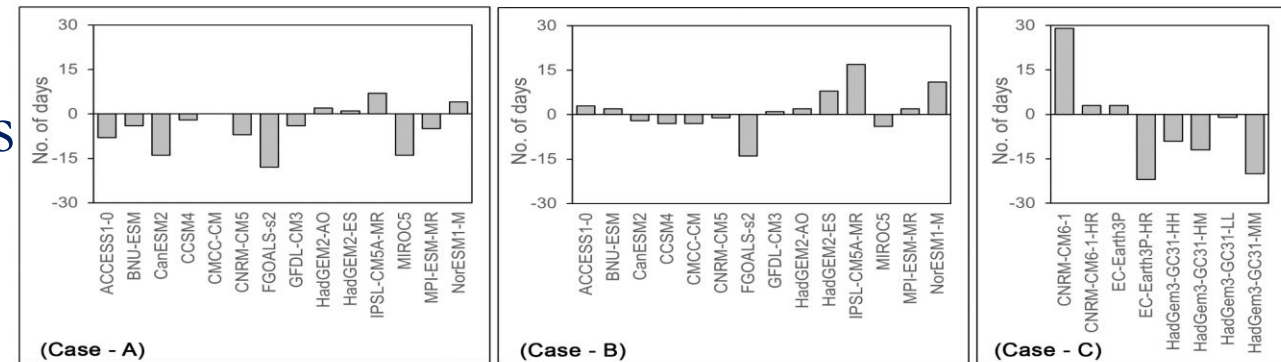 s
30
15
0
-15
-30
No. of days
ACCESS1-0
BNU-ESM
CanESM2
CCSM4
CMCC-CM
CNRM-CM5
FGOALS-s2
GFDL-CM3
HadGEM2-AO
HadGEM2-ES
IPSL-CM5A-MR
MIROC5
MPI-ESM-MR
NorESM1-M
(Case - A)
30
15
0
-15
-30
No. of days
ACCESS1-0
BNU-ESM
CanESM2
CCSM4
CMCC-CM
CNRM-CM5
FGOALS-s2
GFDL-CM3
HadGEM2-AO
HadGEM2-ES
IPSL-CM5A-MR
MIROC5
MPI-ESM-MR
NorESM1-M
(Case - B)
30
15
0
-15
-30
No. of days
CNRM-CM6-1
CNRM-CM6-1-HR
EC-Earth3P
EC-Earth3P-HR
HadGem3-GC31-HH
HadGem3-GC31-HM
HadGem3-GC31-LL
HadGem3-GC31-MM
(Case - C)